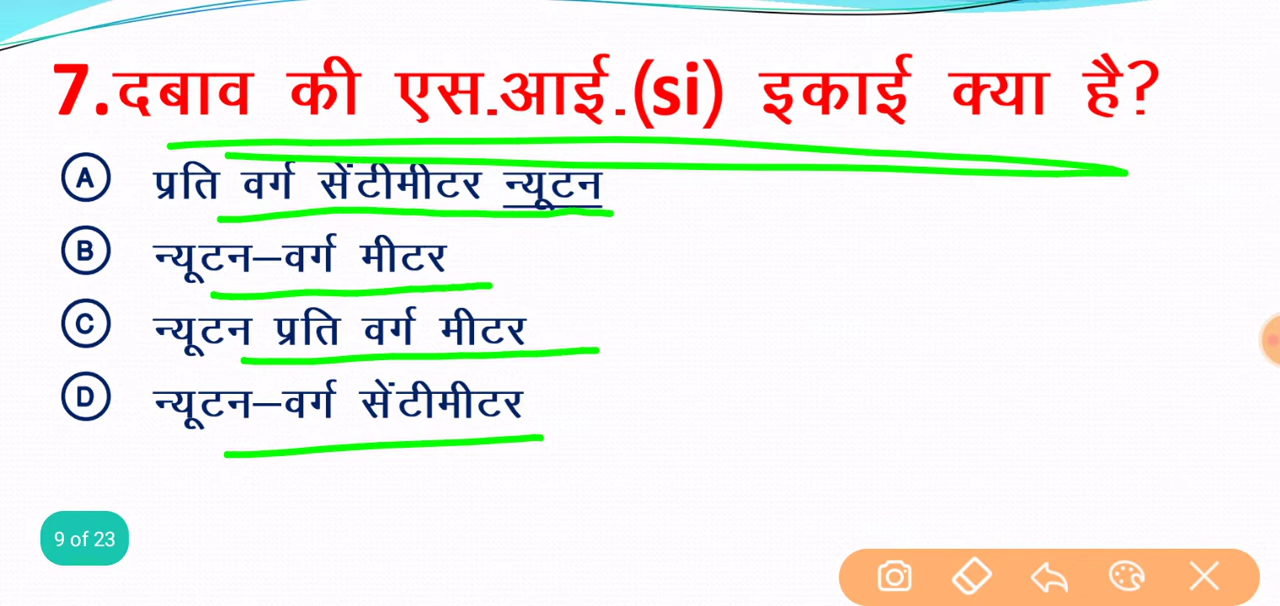 7.दबाव की एस.आई.(si) इकाई क्या है?
A प्रति वर्ग सेंटीमीटर न्यूटन
B न्यूटन–वर्ग मीटर
C न्यूटन प्रति वर्ग मीटर
D न्यूटन–वर्ग सेंटीमीटर
9 of 23